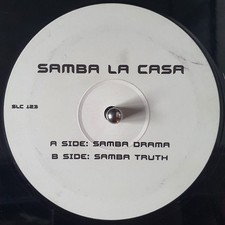 SAMBA LA CASA
SLC 123
A SIDE: SAMBA DRAMA
B SIDE: SAMBA TRUTH